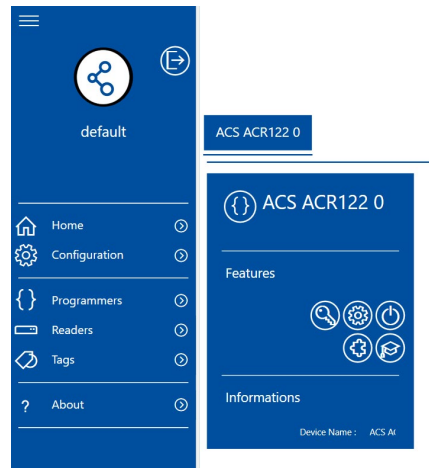 default
Home
Configuration
Programmers
Readers
Tags
? About
ACS ACR122 0
{} ACS ACR122 0
Features
Informations
Device Name :